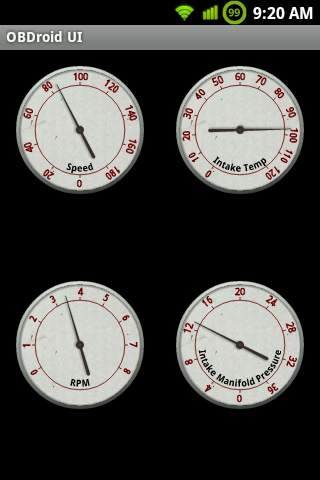 99 9:20 AM
OBDroid UI
0 20 40 60 80 100 120 140 160 180
Speed
0 10 20 30 40 50 60 70 80 90 100 110 120
Intake Temp
0 1 2 3 4 5 6 7 8
RPM
0 4 8 12 16 20 24 28 32 36
Intake Manifold Pressure